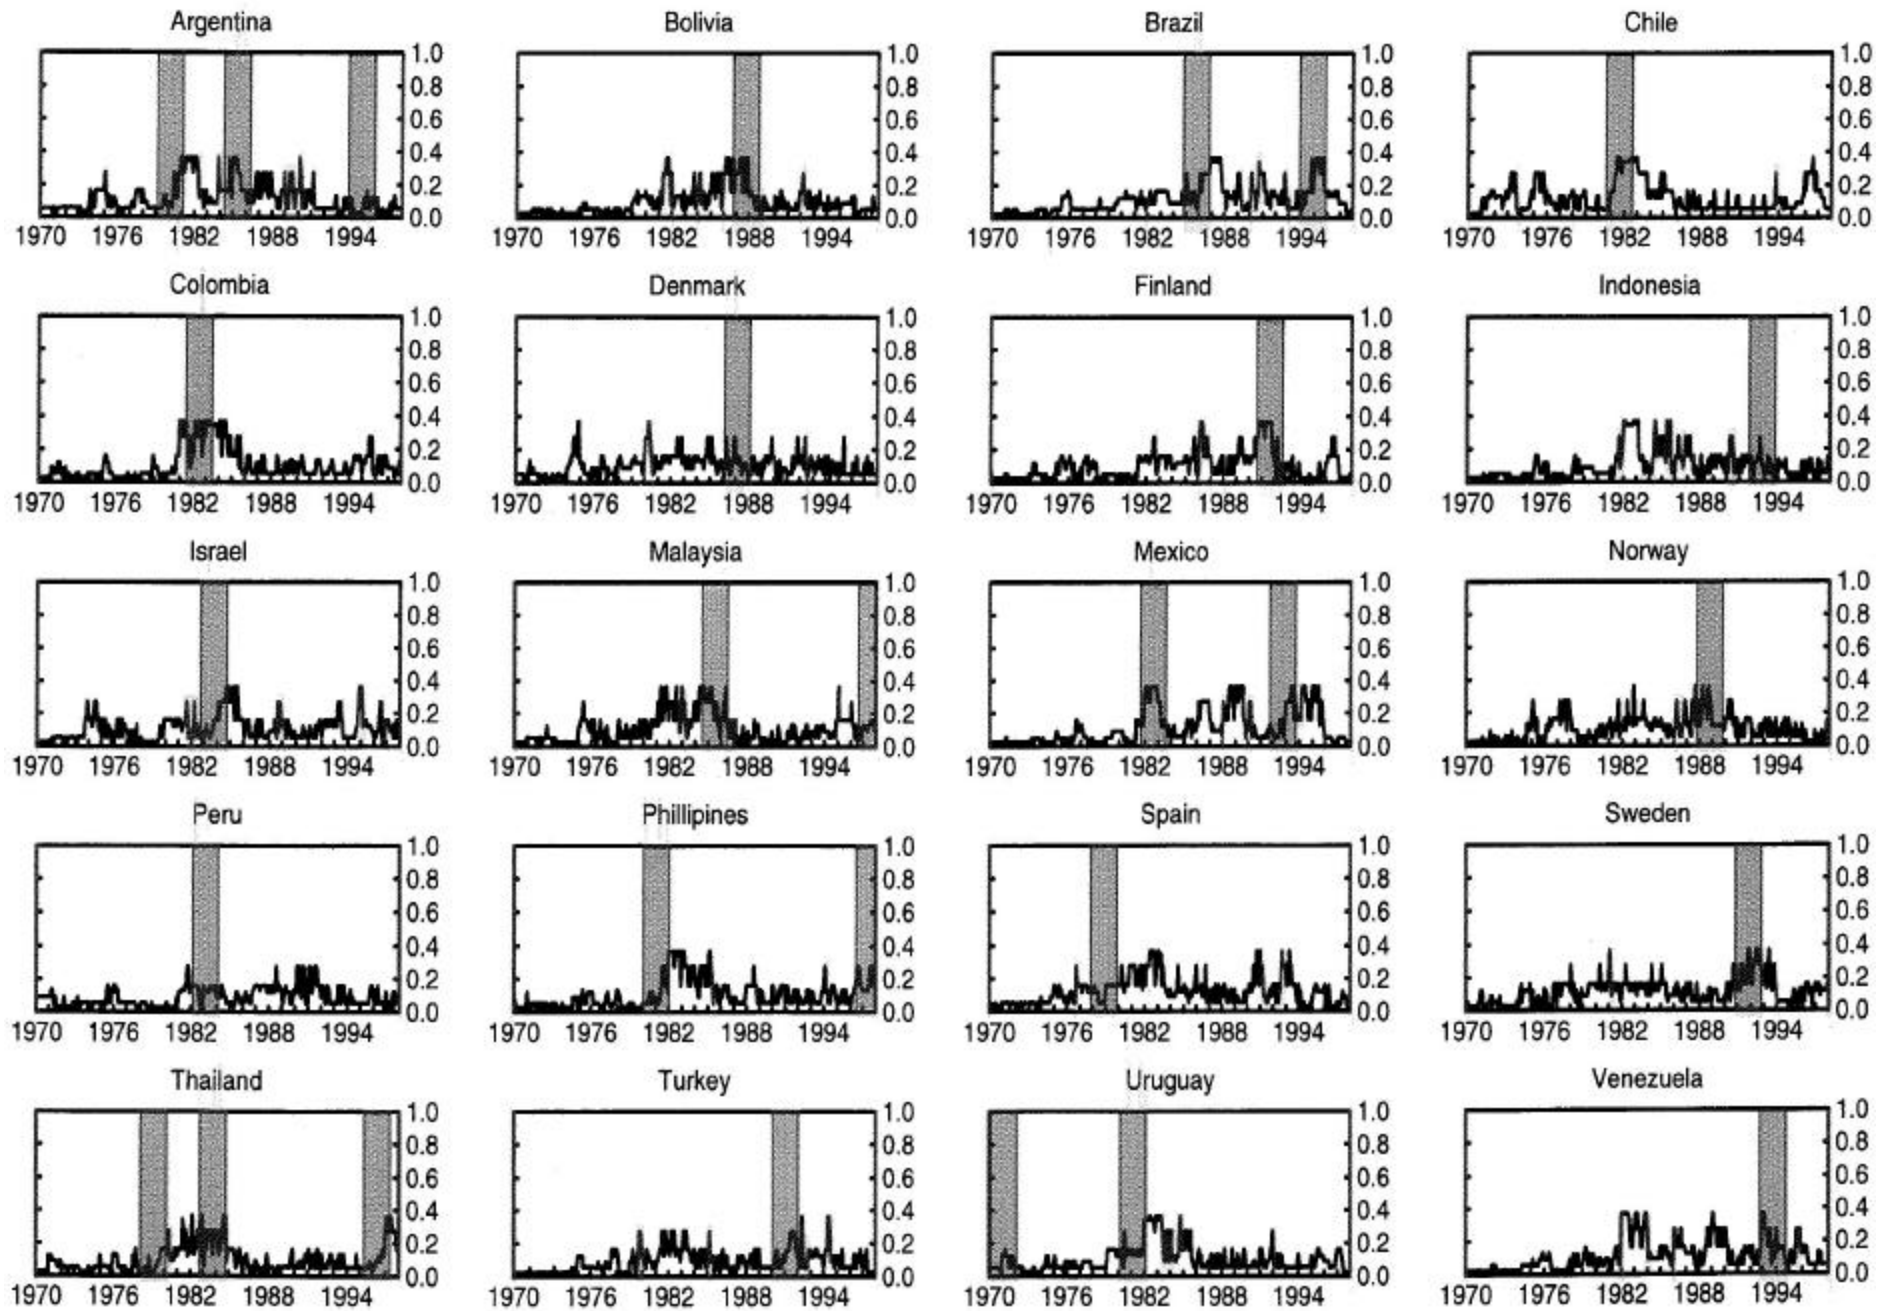 Argentina Bolivia Brazil Chile
1.0 1.0 1.0 1.0
0.8 0.8 0.8 0.8
0.6 0.6 0.6 0.6
0.4 0.4 0.4 0.4
0.2 0.2 0.2 0.2
0.0 0.0 0.0 0.0
1970 1976 1982 1988 1994 1970 1976 1982 1988 1994 1970 1976 1982 1988 1994 1970 1976 1982 1988 1994
Colombia Denmark Finland Indonesia
1.0 1.0 1.0 1.0
0.8 0.8 0.8 0.8
0.6 0.6 0.6 0.6
0.4 0.4 0.4 0.4
0.2 0.2 0.2 0.2
0.0 0.0 0.0 0.0
1970 1976 1982 1988 1994 1970 1976 1982 1988 1994 1970 1976 1982 1988 1994 1970 1976 1982 1988 1994
Israel Malaysia Mexico Norway
1.0 1.0 1.0 1.0
0.8 0.8 0.8 0.8
0.6 0.6 0.6 0.6
0.4 0.4 0.4 0.4
0.2 0.2 0.2 0.2
0.0 0.0 0.0 0.0
1970 1976 1982 1988 1994 1970 1976 1982 1988 1994 1970 1976 1982 1988 1994 1970 1976 1982 1988 1994
Peru Phillipines Spain Sweden
1.0 1.0 1.0 1.0
0.8 0.8 0.8 0.8
0.6 0.6 0.6 0.6
0.4 0.4 0.4 0.4
0.2 0.2 0.2 0.2
0.0 0.0 0.0 0.0
1970 1976 1982 1988 1994 1970 1976 1982 1988 1994 1970 1976 1982 1988 1994 1970 1976 1982 1988 1994
Thailand Turkey Uruguay Venezuela
1.0 1.0 1.0 1.0
0.8 0.8 0.8 0.8
0.6 0.6 0.6 0.6
0.4 0.4 0.4 0.4
0.2 0.2 0.2 0.2
0.0 0.0 0.0 0.0
1970 1976 1982 1988 1994 1970 1976 1982 1988 1994 1970 1976 1982 1988 1994 1970 1976 1982 1988 1994